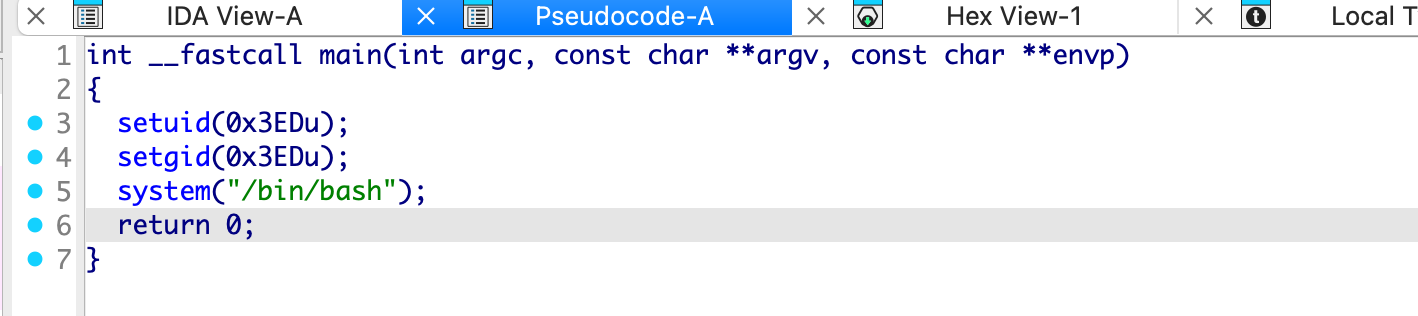 IDA View-A Pseudocode-A Hex View-1 Local T
1 int __fastcall main(int argc, const char **argv, const char **envp)
2 {
3 setuid(0x3EDu);
4 setgid(0x3EDu);
5 system("/bin/bash");
6 return 0;
7 }